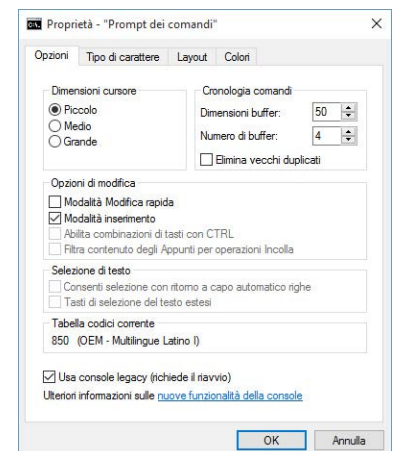 Proprietà - "Prompt dei comandi"
Opzioni Tipo di carattere Layout Colori
Dimensioni cursore
Piccolo
Medio
Grande
Cronologia comandi
Dimensioni buffer: 50
Numero di buffer: 4
Elimina vecchi duplicati
Opzioni di modifica
Modalità Modifica rapida
Modalità inserimento
Abilita combinazioni di tasti con CTRL
Filtra contenuto degli Appunti per operazioni Incolla
Selezione di testo
Consenti selezione con ritorno a capo automatico righe
Tasti di selezione del testo estesi
Tabella codici corrente
850 (OEM - Multilingue Latino I)
Usa console legacy (richiede il riavvio)
Ulteriori informazioni sulle nuove funzionalità della console
OK Annulla